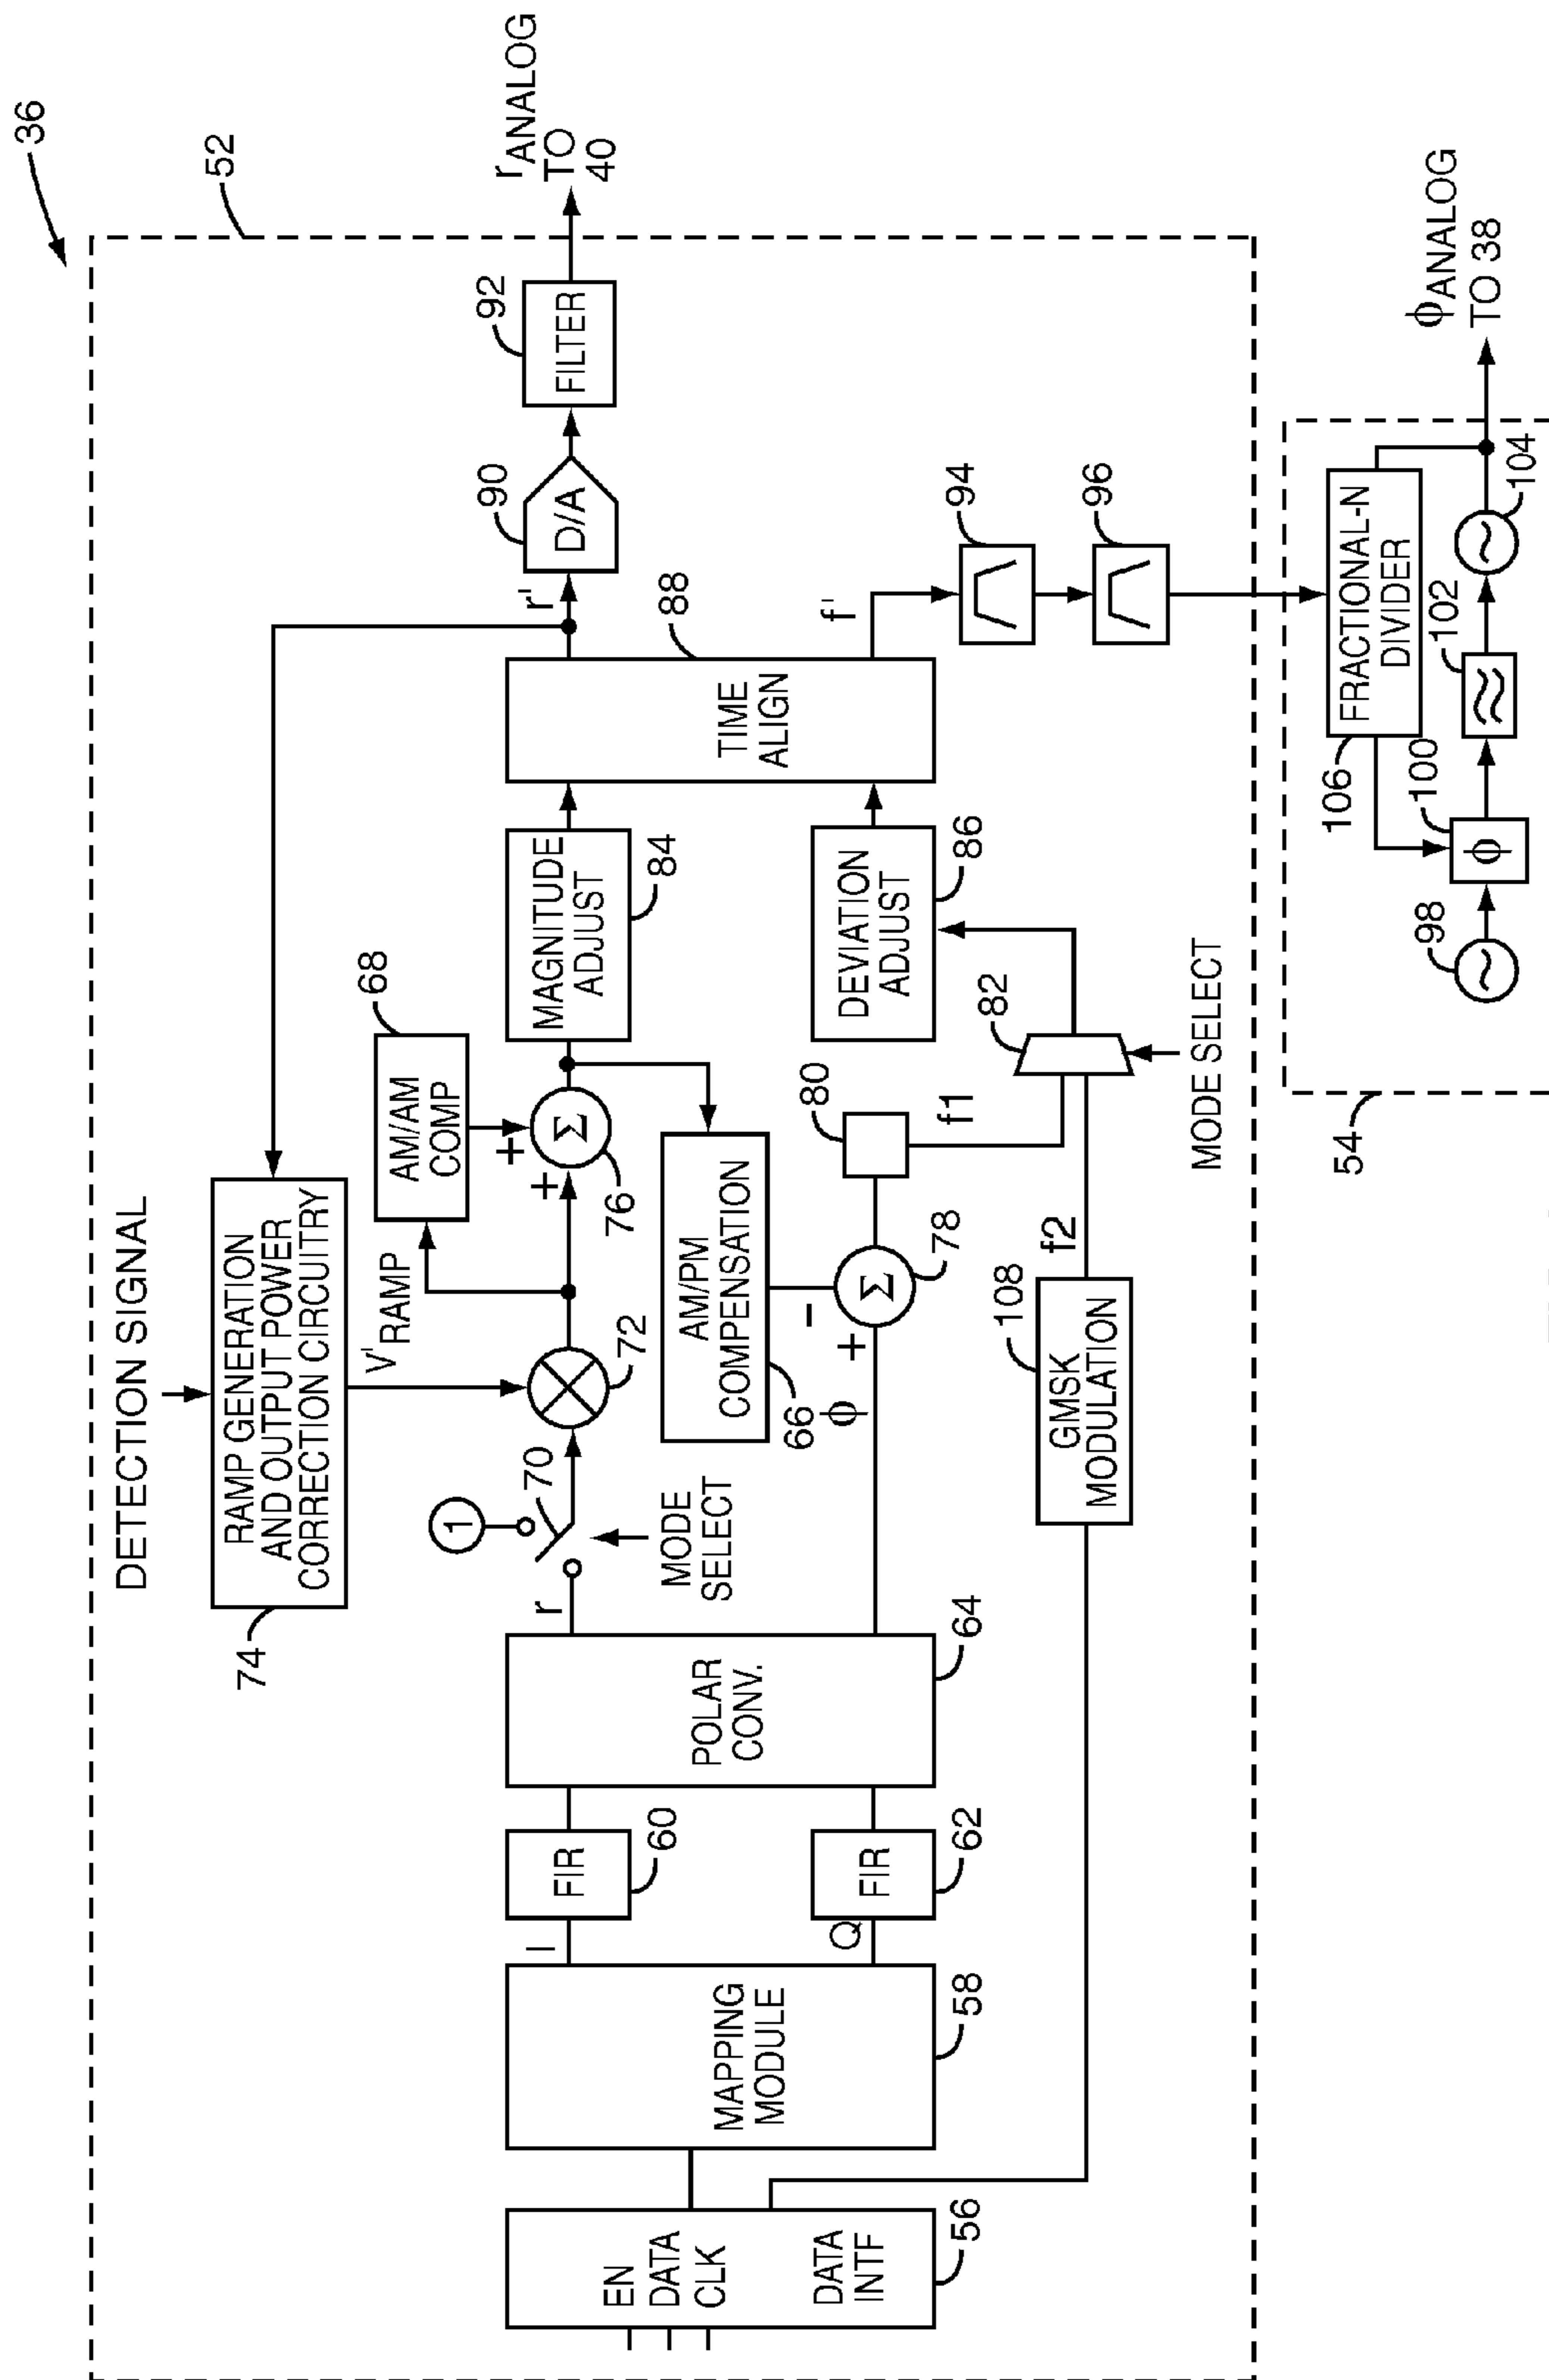 36
52
DETECTION SIGNAL
74
RAMP GENERATION
AND OUTPUT POWER
CORRECTION CIRCUITRY
V'RAMP
68
AM/AM
COMP
EN
DATA
CLK
DATA
INTF
56
MAPPING
MODULE
58
I
Q
FIR
60
FIR
62
POLAR
CONV.
64
r
1
70
MODE
SELECT
72
+
+
Σ
76
AM/PM
COMPENSATION
66
ϕ
+
−
Σ
78
80
f1
GMSK
MODULATION
108
f2
82
MODE SELECT
MAGNITUDE
ADJUST
84
DEVIATION
ADJUST
86
TIME
ALIGN
88
r'
f'
90
D/A
92
FILTER
rANALOG
TO
40
94
96
54
98
ϕ
100
102
104
106
FRACTIONAL-N
DIVIDER
ϕANALOG
TO 38